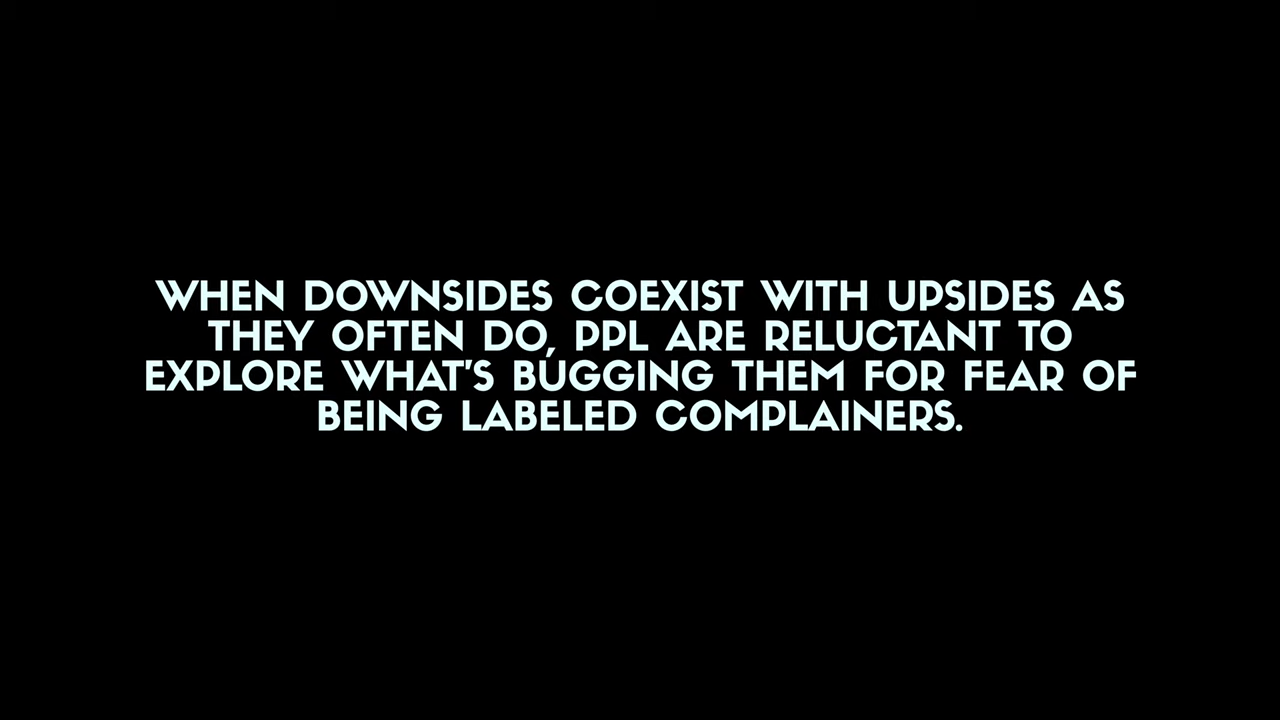 WHEN DOWNSIDES COEXIST WITH UPSIDES AS
THEY OFTEN DO, PPL ARE RELUCTANT TO
EXPLORE WHAT'S BUGGING THEM FOR FEAR OF
BEING LABELED COMPLAINERS.